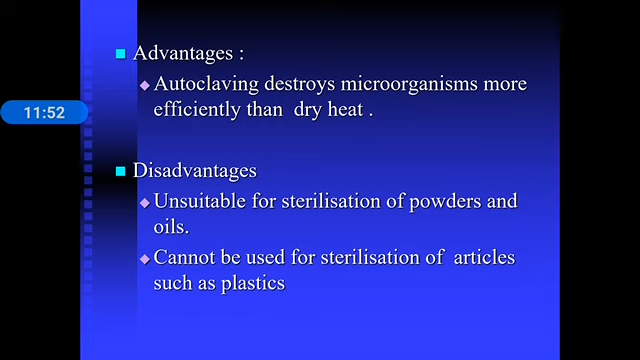 Advantages :
Autoclaving destroys microorganisms more
efficiently than dry heat .
11:52
Disadvantages
Unsuitable for sterilisation of powders and
oils.
Cannot be used for sterilisation of articles
such as plastics